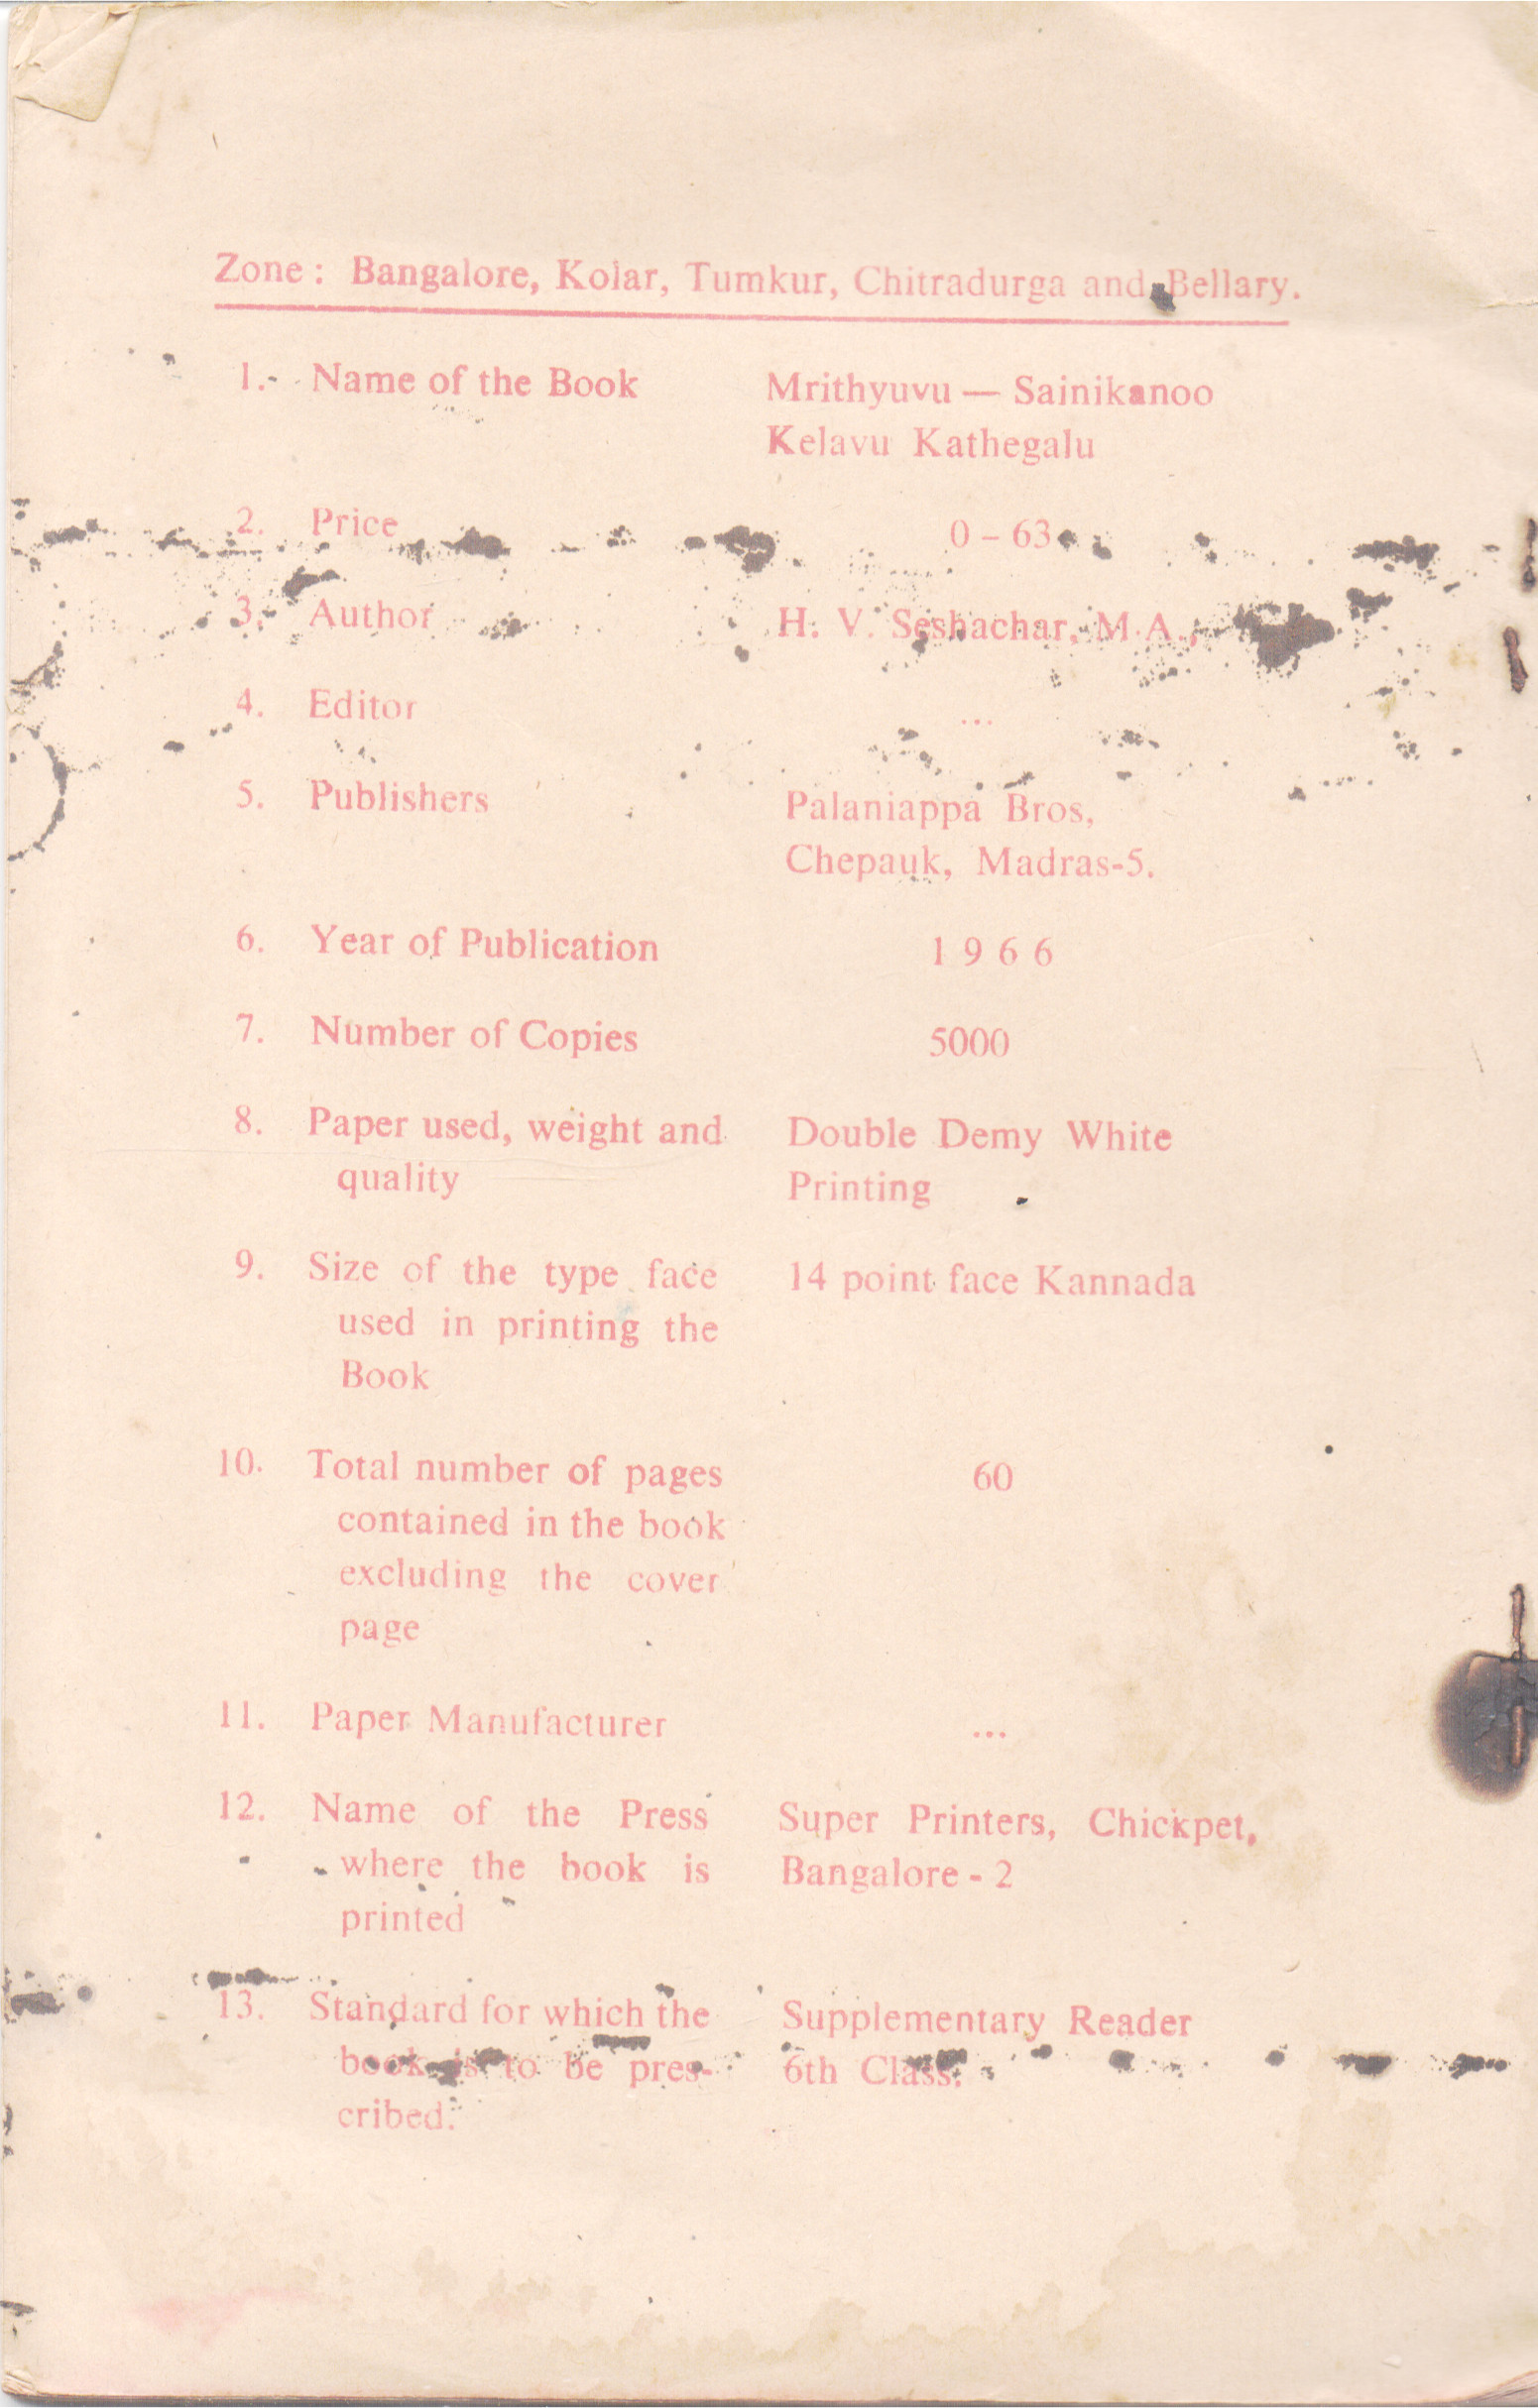 Zone : Bangalore, Kolar, Tumkur, Chitradurga and Bellary.
1. Name of the Book Mrithyuvu — Sainikanoo
Kelavu Kathegalu
2. Price 0 – 63
3. Author H. V. Seshachar, M.A.,
4. Editor ...
5. Publishers Palaniappa Bros,
Chepauk, Madras-5.
6. Year of Publication 1 9 6 6
7. Number of Copies 5000
8. Paper used, weight and Double Demy White
quality Printing
9. Size of the type face 14 point face Kannada
used in printing the
Book
10. Total number of pages 60
contained in the book
excluding the cover
page
11. Paper Manufacturer ...
12. Name of the Press Super Printers, Chickpet,
where the book is Bangalore - 2
printed
13. Standard for which the Supplementary Reader
book is to be pres- 6th Class.
cribed.